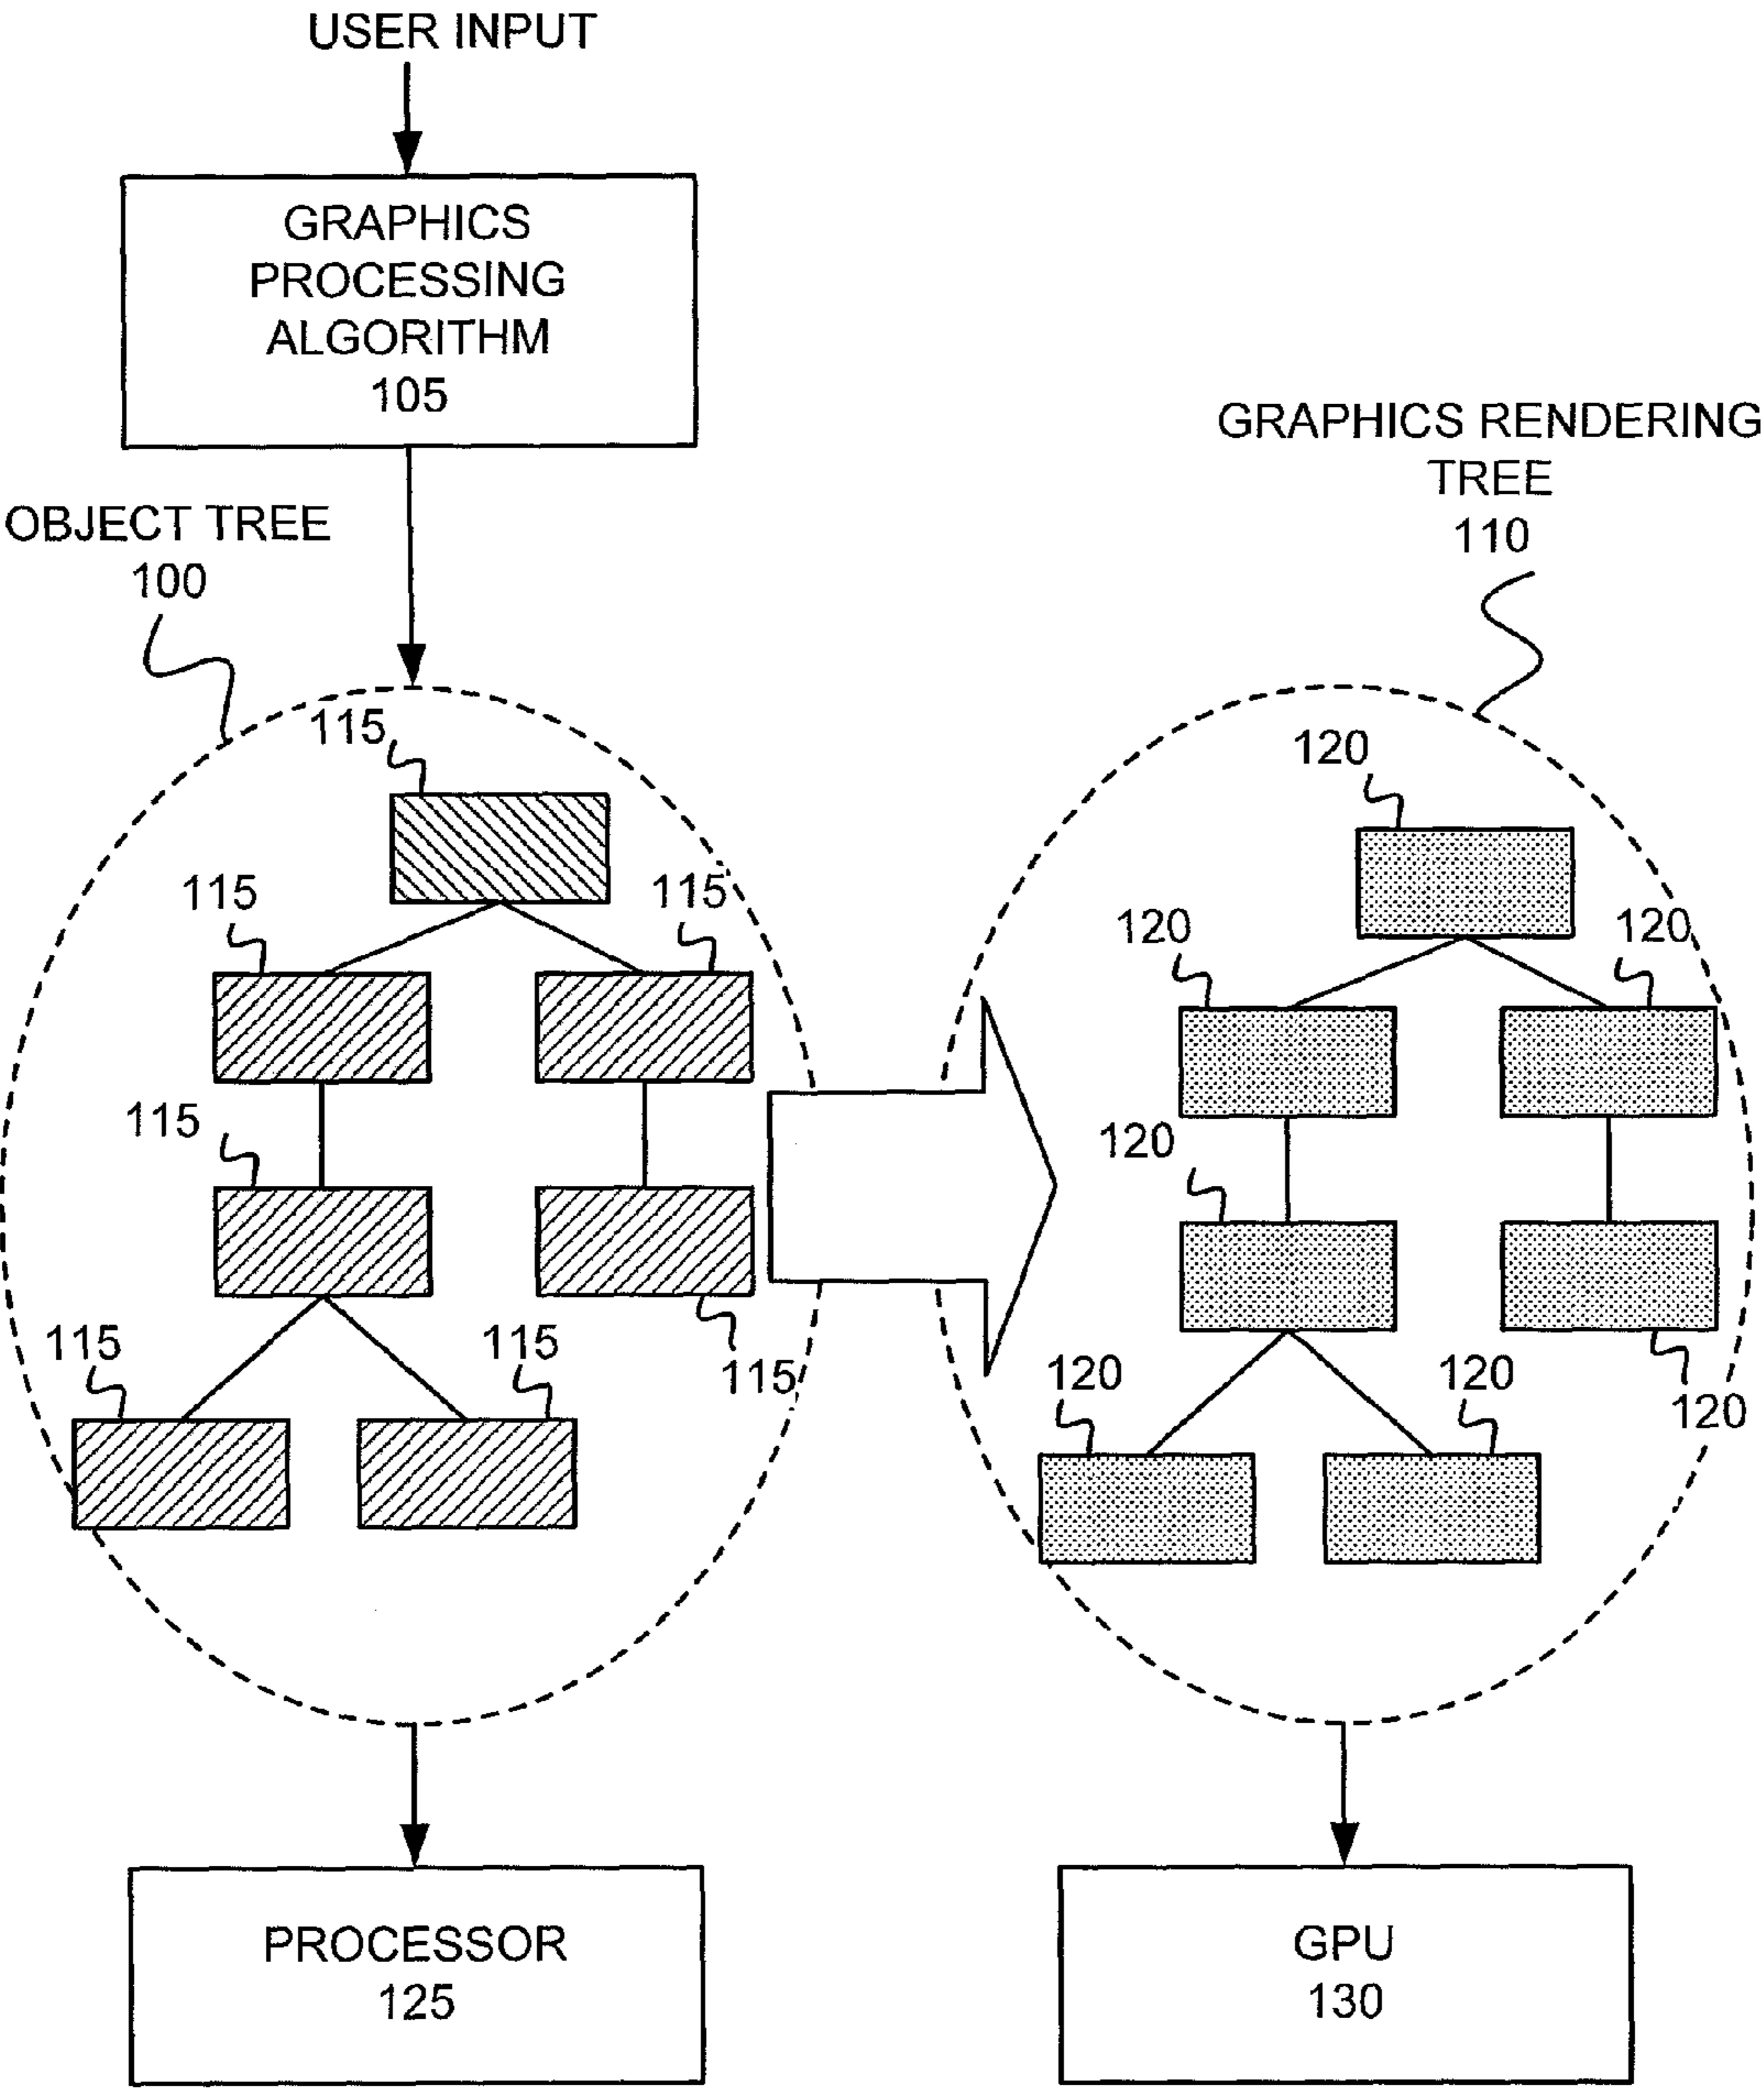 USER INPUT
GRAPHICS
PROCESSING
ALGORITHM
105
GRAPHICS RENDERING
TREE
110
OBJECT TREE
100
115
115
115
115
115
115
115
120
120
120
120
120
120
120
PROCESSOR
125
GPU
130